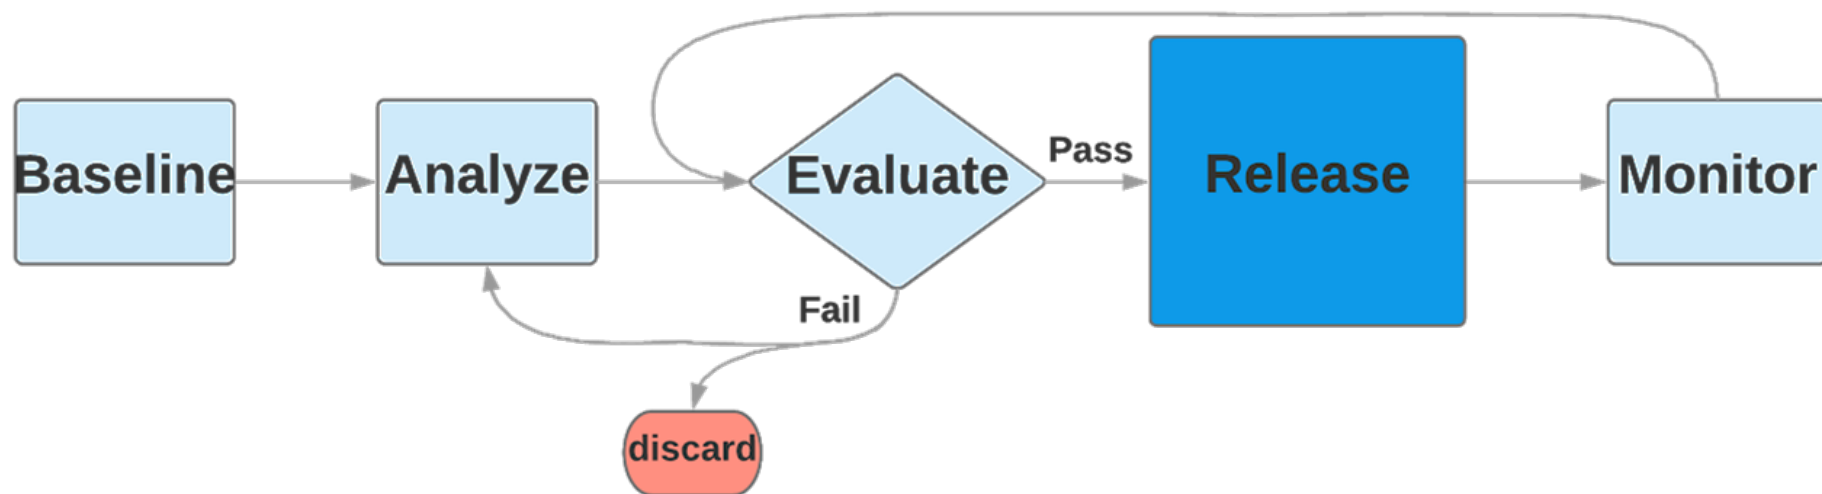 Baseline
Analyze
Evaluate
Pass
Release
Monitor
Fail
discard